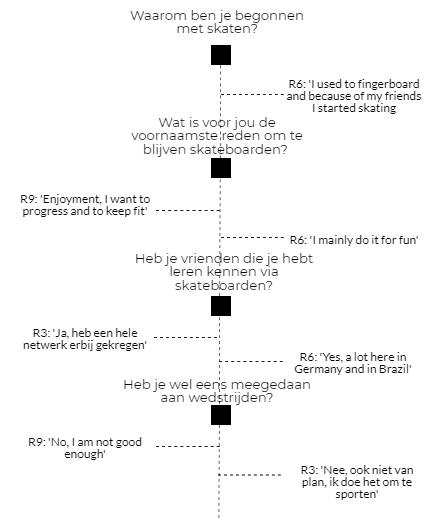 Waarom ben je begonnen
met skaten?
R6: 'I used to fingerboard
and because of my friends
I started skating
Wat is voor jou de
voornaamste reden om te
blijven skateboarden?
R9: 'Enjoyment, I want to
progress and to keep fit'
R6: 'I mainly do it for fun'
Heb je vrienden die je hebt
leren kennen via
skateboarden?
R3: 'Ja, heb een hele
netwerk erbij gekregen'
R6: 'Yes, a lot here in
Germany and in Brazil'
Heb je wel eens meegedaan
aan wedstrijden?
R9: 'No, I am not good
enough'
R3: 'Nee, ook niet van
plan, ik doe het om te
sporten'